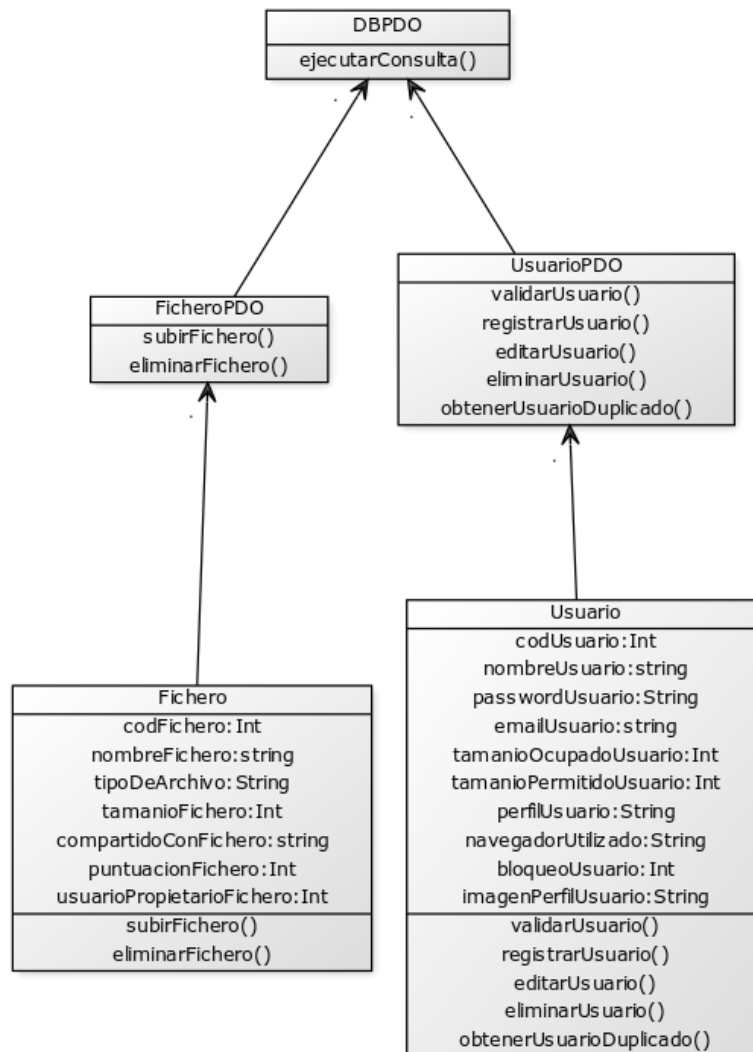 DBPDO
ejecutarConsulta()
UsuarioPDO
validarUsuario()
registrarUsuario()
editarUsuario()
eliminarUsuario()
obtenerUsuarioDuplicado()
FicheroPDO
subirFichero()
eliminarFichero()
Fichero
codFichero:Int
nombreFichero:string
tipoDeArchivo:String
tamanioFichero:Int
compartidoConFichero:string
puntuacionFichero:Int
usuarioPropietarioFichero:Int
subirFichero()
eliminarFichero()
Usuario
codUsuario:Int
nombreUsuario:string
passwordUsuario:String
emailUsuario:string
tamanioOcupadoUsuario:Int
tamanioPermitidoUsuario:Int
perfilUsuario:String
navegadorUtilizado:String
bloqueoUsuario:Int
imagenPerfilUsuario:String
validarUsuario()
registrarUsuario()
editarUsuario()
eliminarUsuario()
obtenerUsuarioDuplicado()